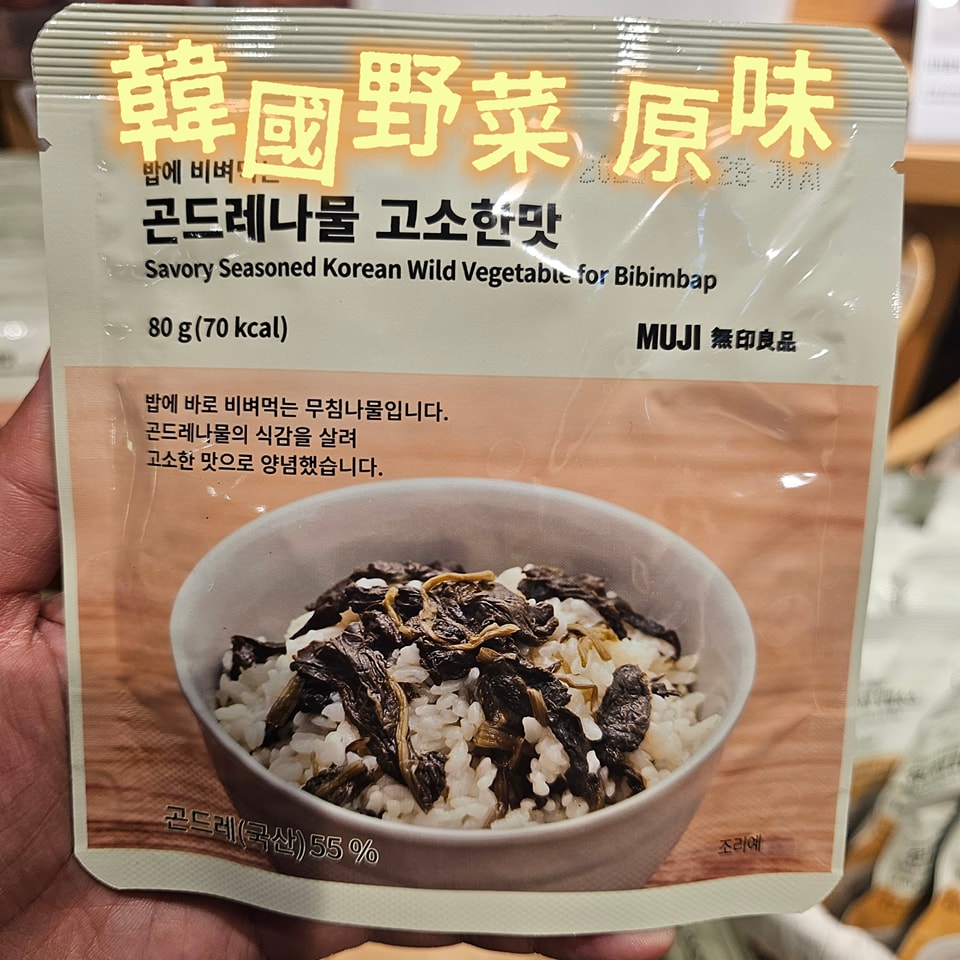 韓國野菜 原味
밥에 비벼먹는
곤드레나물 고소한맛
Savory Seasoned Korean Wild Vegetable for Bibimbap
80 g (70 kcal)
MUJI 無印良品
밥에 바로 비벼먹는 무침나물입니다.
곤드레나물의 식감을 살려
고소한 맛으로 양념했습니다.
곤드레(국산) 55 %
조리예